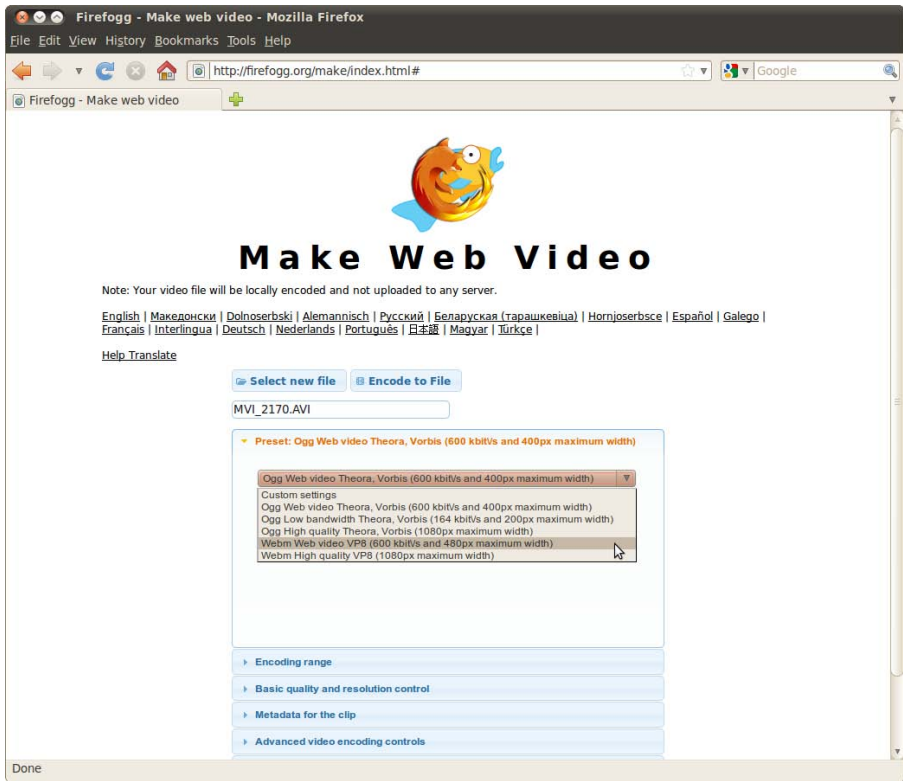 Firefogg - Make web video - Mozilla Firefox
File Edit View History Bookmarks Tools Help
http://firefogg.org/make/index.html#
Google
Firefogg - Make web video
Make Web Video
Note: Your video file will be locally encoded and not uploaded to any server.
English | Македонски | Dolnoserbski | Alemannisch | Русский | Беларуская (тарашкевіца) | Hornjoserbsce | Español | Galego |
Français | Interlingua | Deutsch | Nederlands | Português | 日本語 | Magyar | Türkçe |
Help Translate
Select new file
Encode to File
MVI_2170.AVI
Preset: Ogg Web video Theora, Vorbis (600 kbit\/s and 400px maximum width)
Ogg Web video Theora, Vorbis (600 kbit\/s and 400px maximum width)
Custom settings
Ogg Web video Theora, Vorbis (600 kbit\/s and 400px maximum width)
Ogg Low bandwidth Theora, Vorbis (164 kbit\/s and 200px maximum width)
Ogg High quality Theora, Vorbis (1080px maximum width)
Webm Web video VP8 (600 kbit\/s and 480px maximum width)
Webm High quality VP8 (1080px maximum width)
Encoding range
Basic quality and resolution control
Metadata for the clip
Advanced video encoding controls
Done